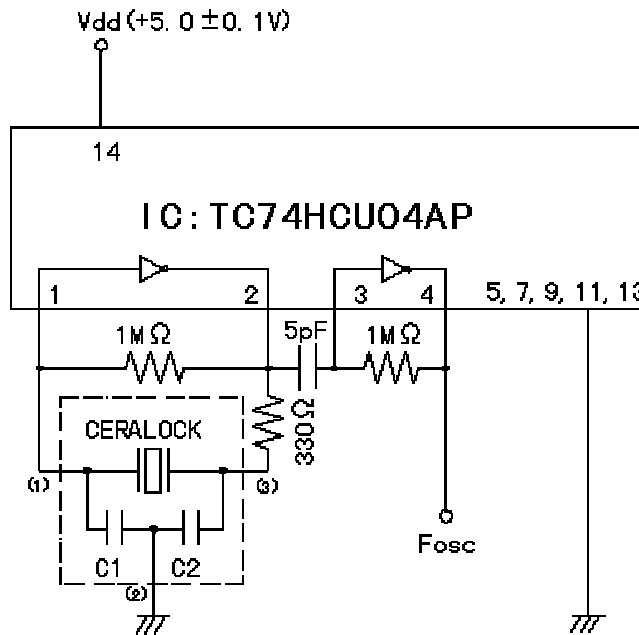 Vdd(+5.0±0.1V)
14
IC:TC74HCU04AP
1 2 3 4 5, 7, 9, 11, 13
1MΩ 5pF 1MΩ
330Ω
CERALOCK
(1) (3)
C1 C2
(2)
Fosc